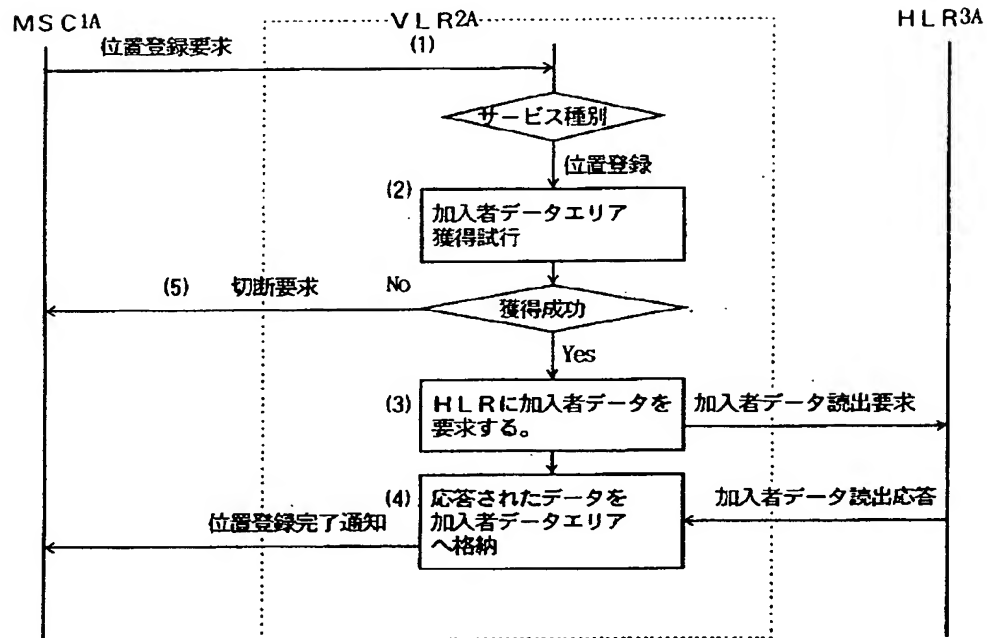 MSC1A
VLR2A
HLR3A
位置登録要求
(1)
サービス種別
位置登録
(2)
加入者データエリア
獲得試行
(5) 切断要求 No
獲得成功
Yes
(3)
HLRに加入者データを
要求する。
加入者データ読出要求
(4)
応答されたデータを
加入者データエリア
へ格納
加入者データ読出応答
位置登録完了通知